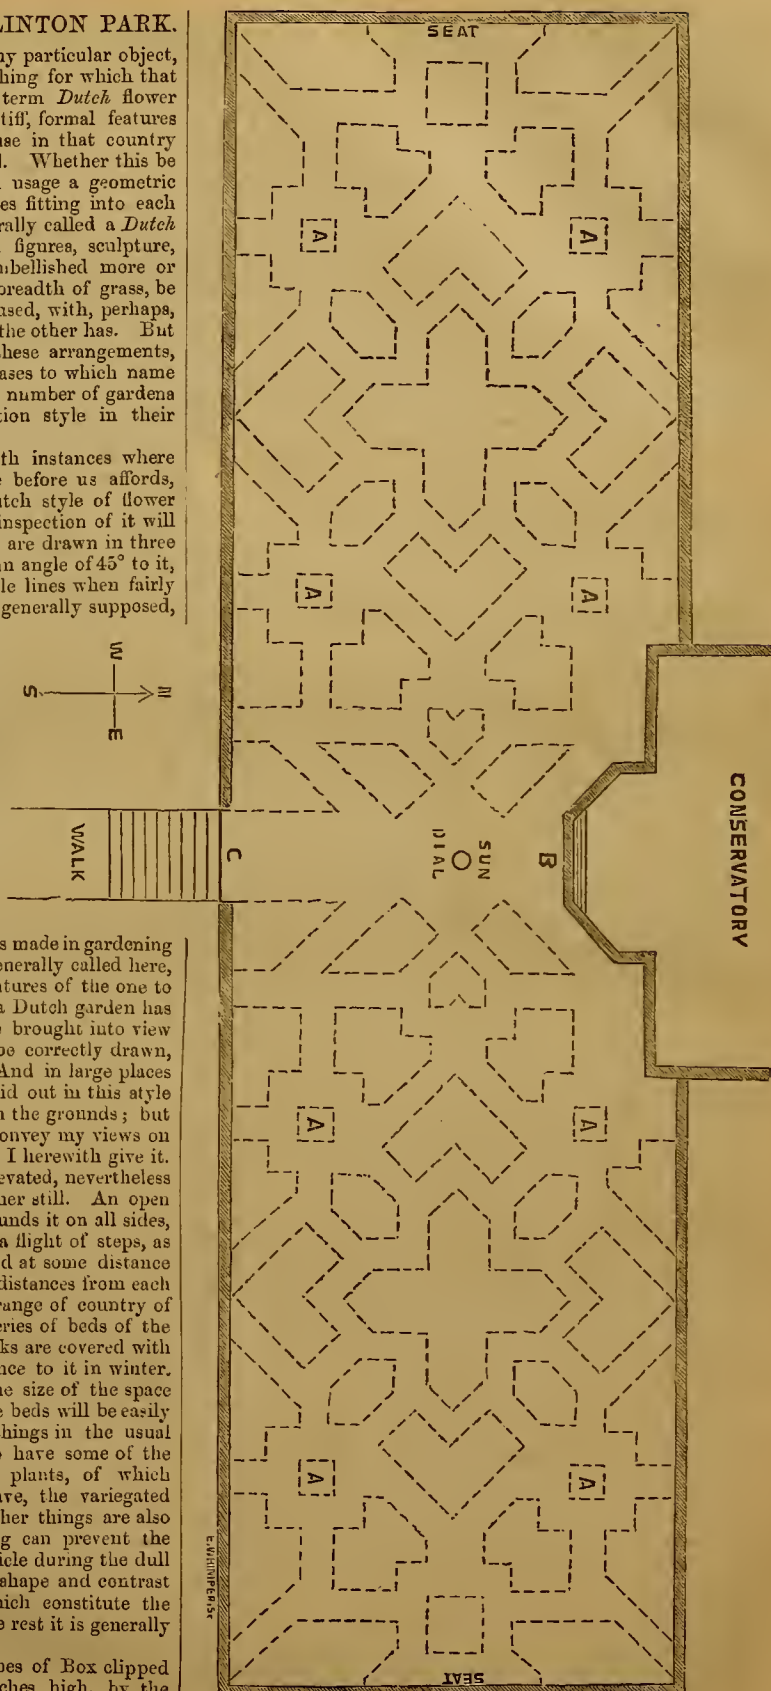 LINTON PARK.
ny particular object,
hing for which that
term Dutch flower
tiff, formal features
use in that country
l. Whether this be
usage a geometric
es fitting into each
rally called a Dutch
figures, sculpture,
nbellished more or
breadth of grass, be
used, with, perhaps,
the other has. But
hese arrangements,
ases to which name
number of gardens
tion style in their
th instances where
e before us affords,
utch style of flower
inspection of it will
are drawn in three
an angle of 45° to it,
le lines when fairly
generally supposed,
W
S
N
E
WALK
s made in gardening
enerally called here,
atures of the one to
a Dutch garden has
e brought into view
be correctly drawn,
And in large places
aid out in this style
n the grounds; but
onvey my views on
I herewith give it.
evated, nevertheless
her still. An open
unds it on all sides,
a flight of steps, as
d at some distance
distances from each
range of country of
eries of beds of the
ks are covered with
nce to it in winter.
he size of the space
e beds will be easily
things in the usual
o have some of the
plants, of which
ave, the variegated
her things are also
g can prevent the
icle during the dull
shape and contrast
hich constitute the
e rest it is generally
pes of Box clipped
ches high, by the
SEAT
A
A
A
A
CONSERVATORY
SUN
DIAL
B
C
A
A
A
A
SEAT